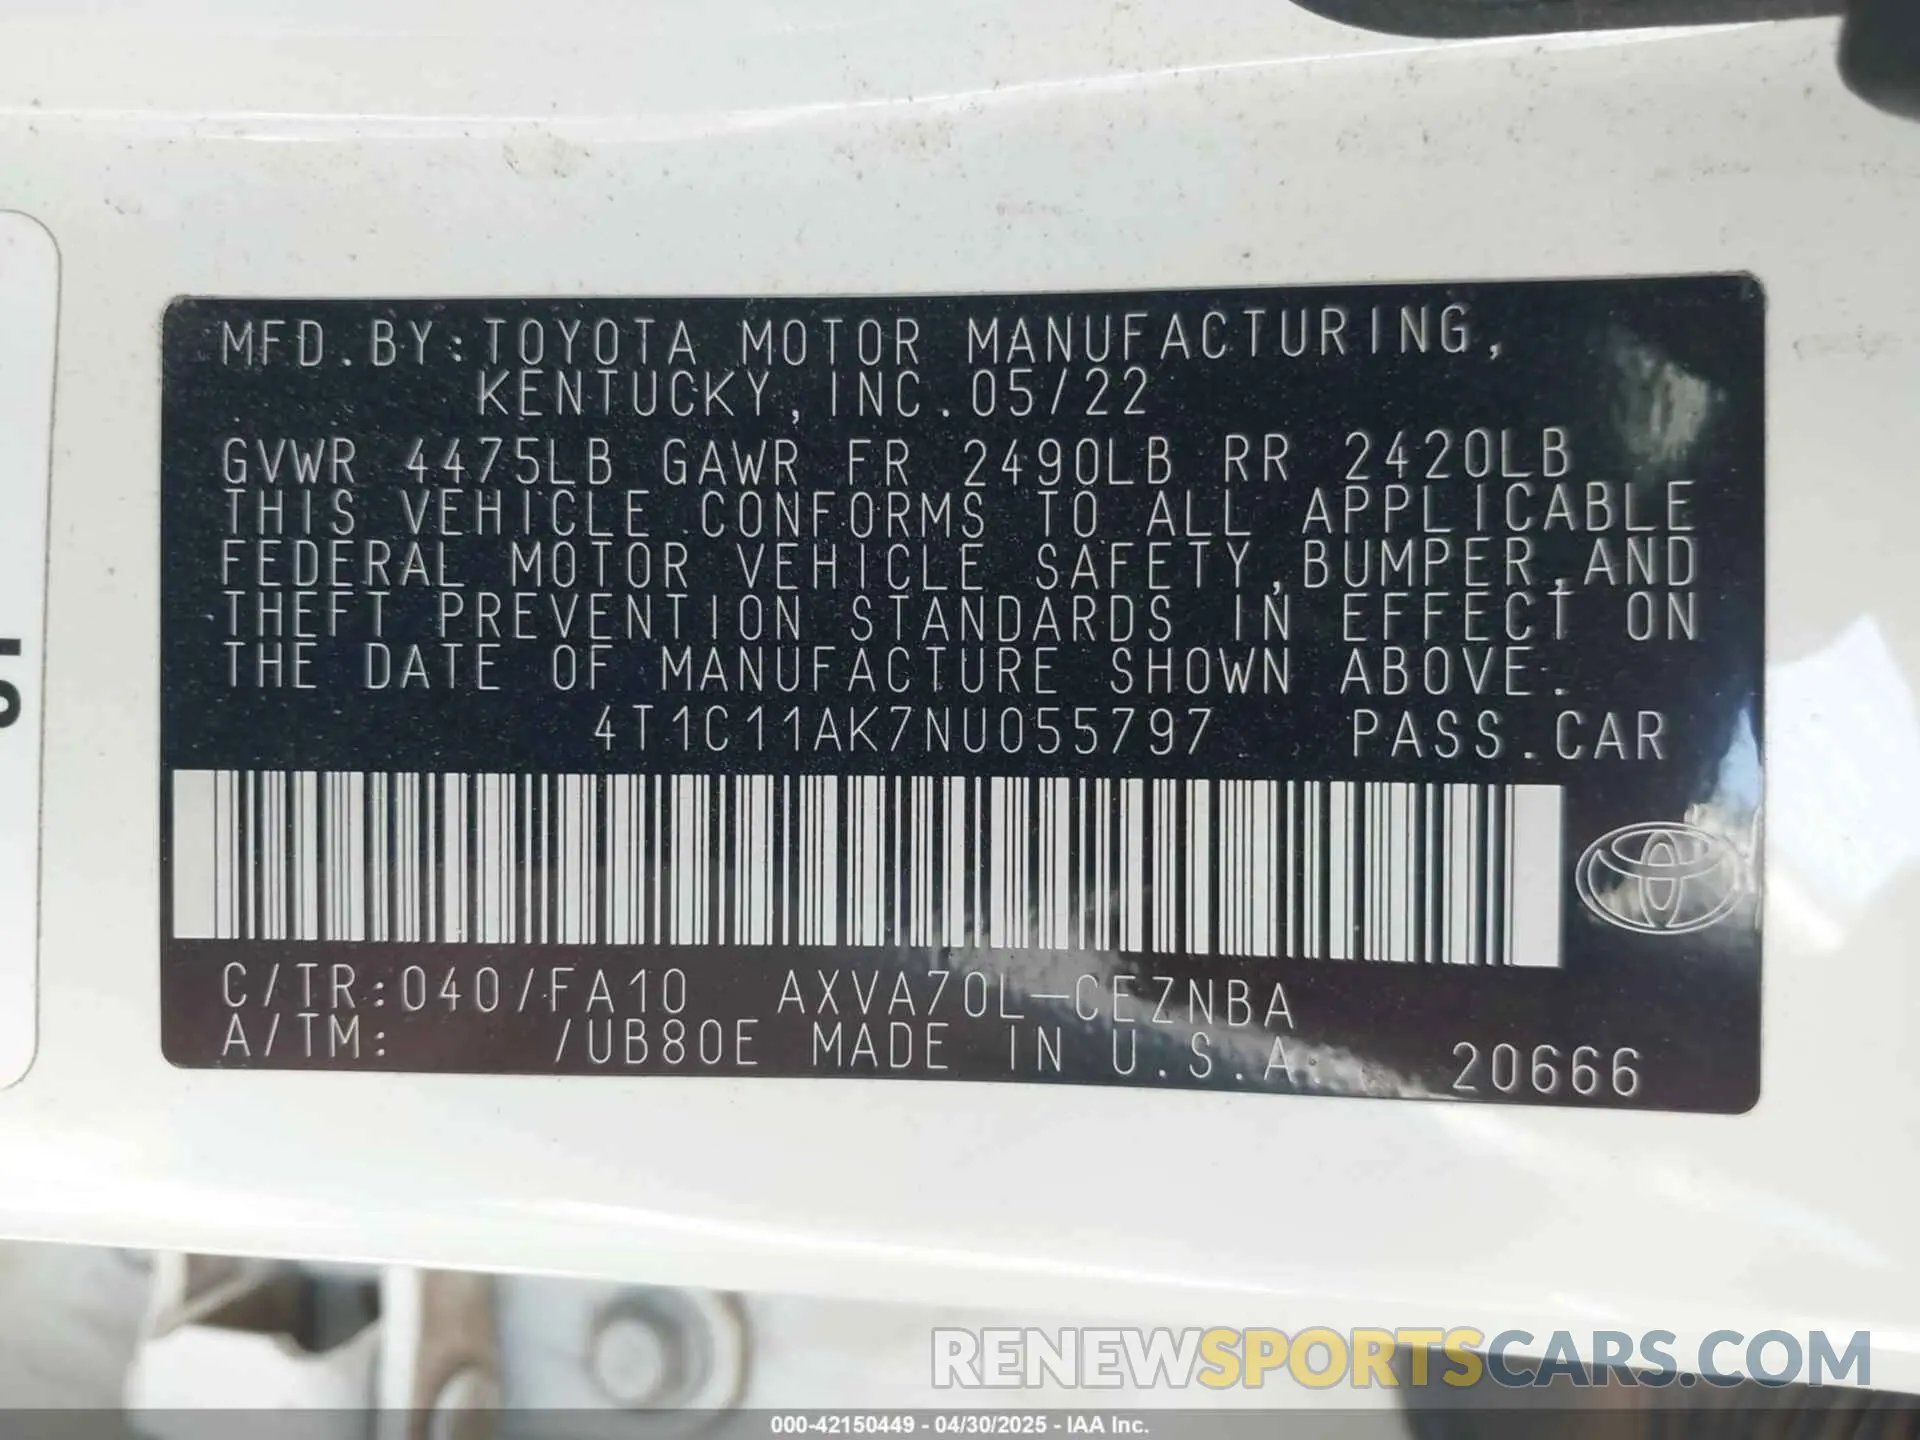 MFD.BY:TOYOTA MOTOR MANUFACTURING,
KENTUCKY, INC.05/22
GVWR 4475LB GAWR FR 2490LB RR 2420LB
THIS VEHICLE CONFORMS TO ALL APPLICABLE
FEDERAL MOTOR VEHICLE SAFETY,BUMPER,AND
THEFT PREVENTION STANDARDS IN EFFECT ON
THE DATE OF MANUFACTURE SHOWN ABOVE.
4T1C11AK7NU055797 PASS.CAR
C/TR:040/FA10 AXVA70L-CEZNBA
A/TM: /UB80E MADE IN U.S.A. 20666
RENEWSPORTSCARS.COM
000-42150449 - 04/30/2025 - IAA Inc.